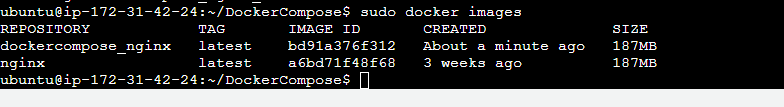 ubuntu@ip-172-31-42-24:~/DockerCompose$ sudo docker images
REPOSITORY TAG IMAGE ID CREATED SIZE
dockercompose_nginx latest bd91a376f312 About a minute ago 187MB
nginx latest a6bd71f48f68 3 weeks ago 187MB
ubuntu@ip-172-31-42-24:~/DockerCompose$